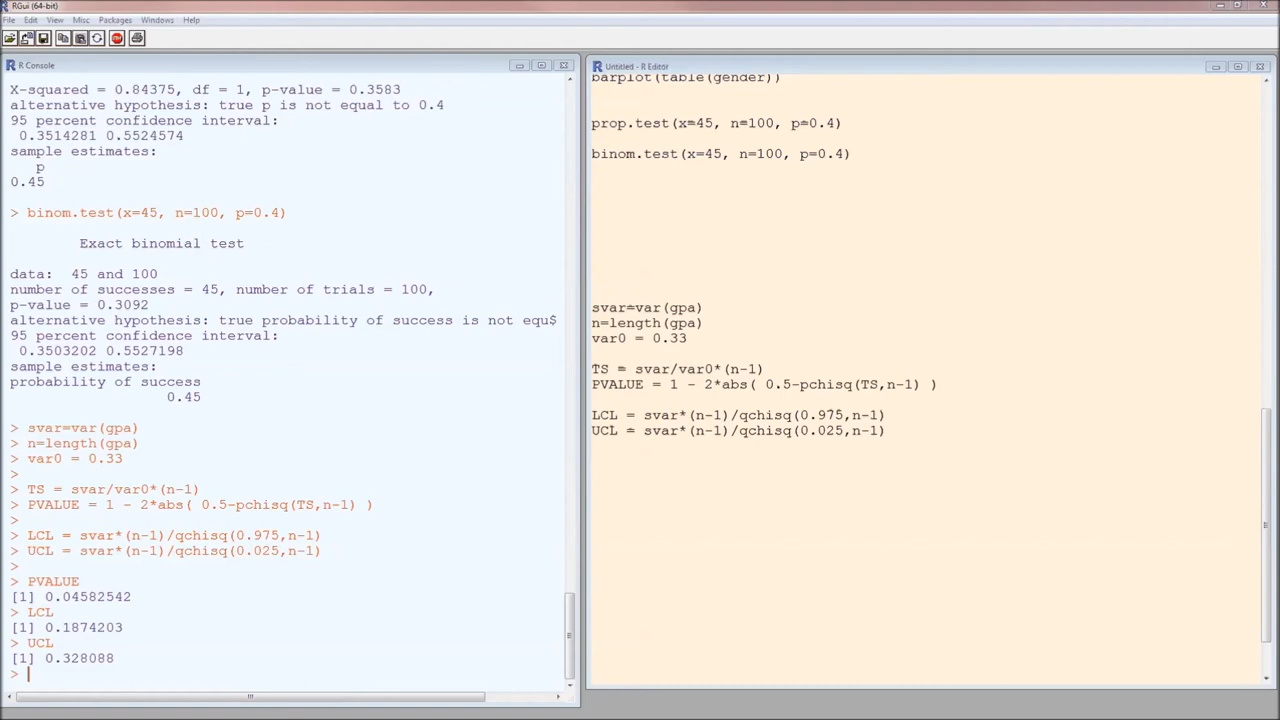 RGui (64-bit)
File Edit View Misc Packages Windows Help
STOP
R Console
X-squared = 0.84375, df = 1, p-value = 0.3583
alternative hypothesis: true p is not equal to 0.4
95 percent confidence interval:
0.3514281 0.5524574
sample estimates:
p
0.45
> binom.test(x=45, n=100, p=0.4)
Exact binomial test
data:  45 and 100
number of successes = 45, number of trials = 100,
p-value = 0.3092
alternative hypothesis: true probability of success is not equ$
95 percent confidence interval:
0.3503202 0.5527198
sample estimates:
probability of success
0.45
> svar=var(gpa)
> n=length(gpa)
> var0 = 0.33
>
> TS = svar/var0*(n-1)
> PVALUE = 1 - 2*abs( 0.5-pchisq(TS,n-1) )
>
> LCL = svar*(n-1)/qchisq(0.975,n-1)
> UCL = svar*(n-1)/qchisq(0.025,n-1)
>
> PVALUE
[1] 0.04582542
> LCL
[1] 0.1874203
> UCL
[1] 0.328088
>
Untitled - R Editor
barplot(table(gender))
prop.test(x=45, n=100, p=0.4)
binom.test(x=45, n=100, p=0.4)
svar=var(gpa)
n=length(gpa)
var0 = 0.33
TS = svar/var0*(n-1)
PVALUE = 1 - 2*abs( 0.5-pchisq(TS,n-1) )
LCL = svar*(n-1)/qchisq(0.975,n-1)
UCL = svar*(n-1)/qchisq(0.025,n-1)